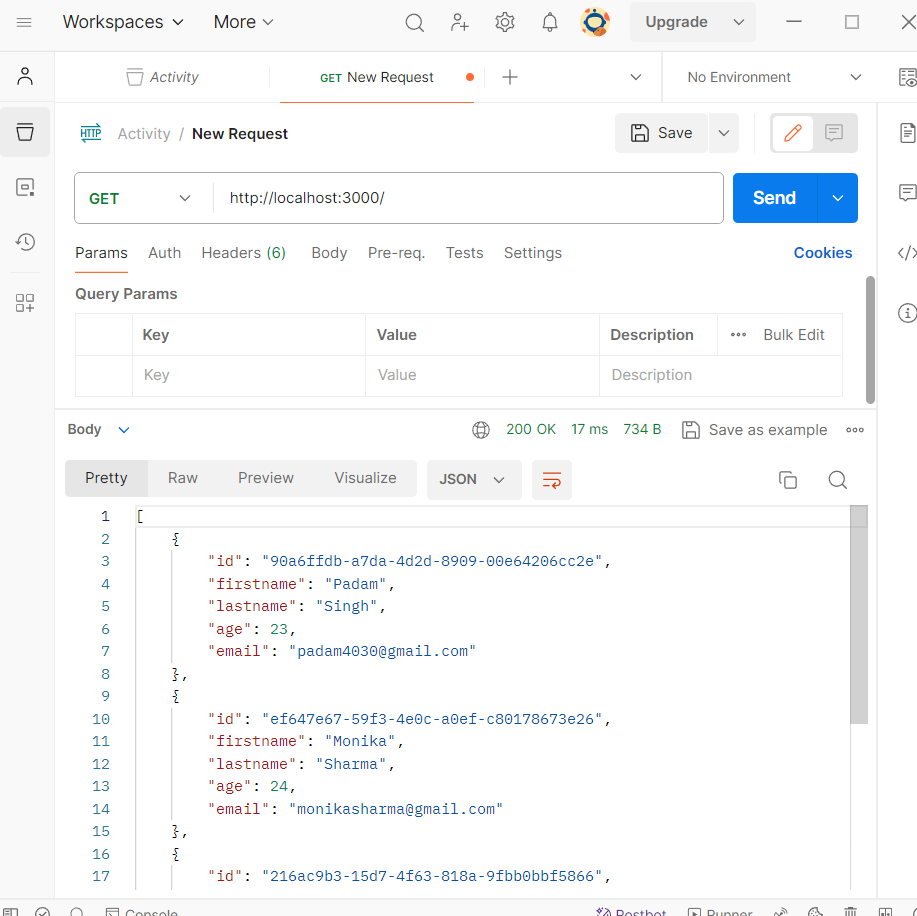 Workspaces More Upgrade
Activity GET New Request No Environment
HTTP Activity / New Request Save
GET http://localhost:3000/ Send
Params Auth Headers (6) Body Pre-req. Tests Settings Cookies
Query Params
Key Value Description ••• Bulk Edit
Key Value Description
Body 200 OK 17 ms 734 B Save as example
Pretty Raw Preview Visualize JSON
1 [
2 {
3 "id": "90a6ffdb-a7da-4d2d-8909-00e64206cc2e",
4 "firstname": "Padam",
5 "lastname": "Singh",
6 "age": 23,
7 "email": "padam4030@gmail.com"
8 },
9 {
10 "id": "ef647e67-59f3-4e0c-a0ef-c80178673e26",
11 "firstname": "Monika",
12 "lastname": "Sharma",
13 "age": 24,
14 "email": "monikasharma@gmail.com"
15 },
16 {
17 "id": "216ac9b3-15d7-4f63-818a-9fbb0bbf5866",
Console Postbot Runner